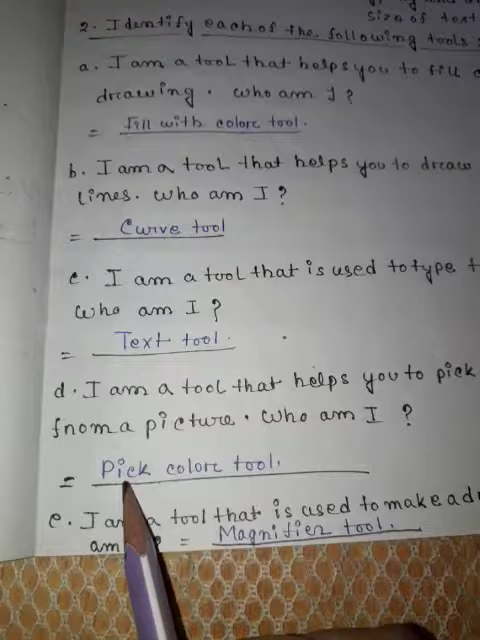 size of text
2. Identify each of the following tools
a. I am a tool that helps you to fill
drawing. who am I?
= fill with colore tool.
b. I am a tool that helps you to draw
lines. who am I?
= Curve tool
c. I am a tool that is used to type
who am I?
= Text tool.
d. I am a tool that helps you to pick
from a picture. who am I ?
= Pick colore tool.
e. I am a tool that is used to make a
am ? = Magnifier tool.